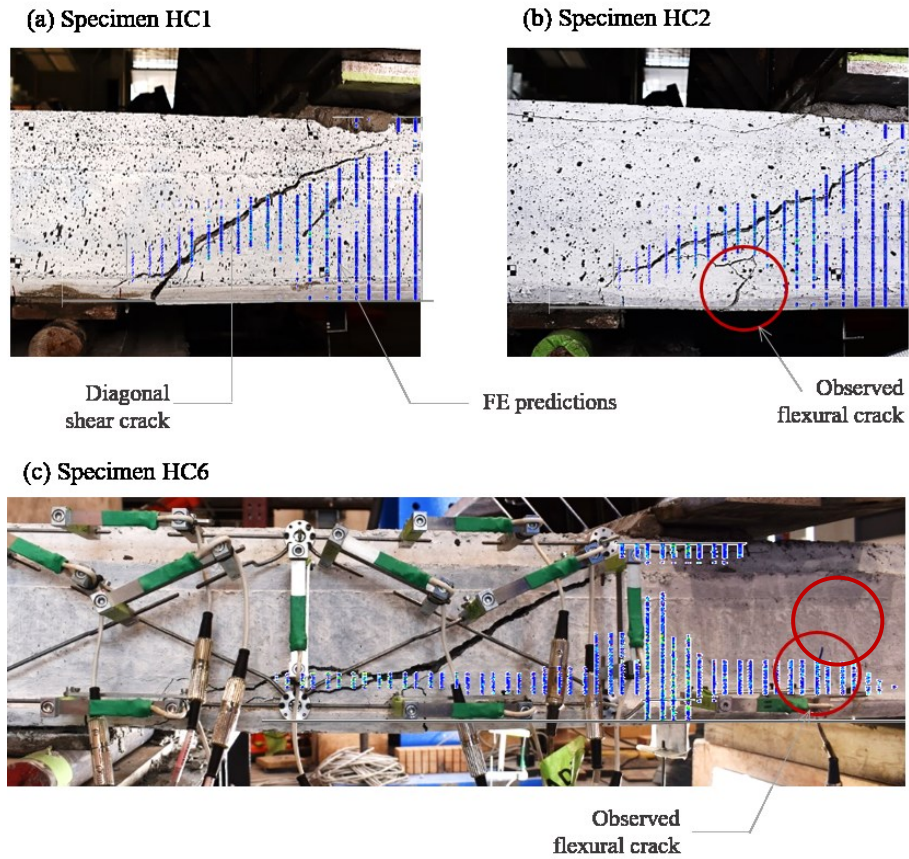 (a) Specimen HC1
(b) Specimen HC2
Diagonal
shear crack
FE predictions
Observed
flexural crack
(c) Specimen HC6
Observed
flexural crack